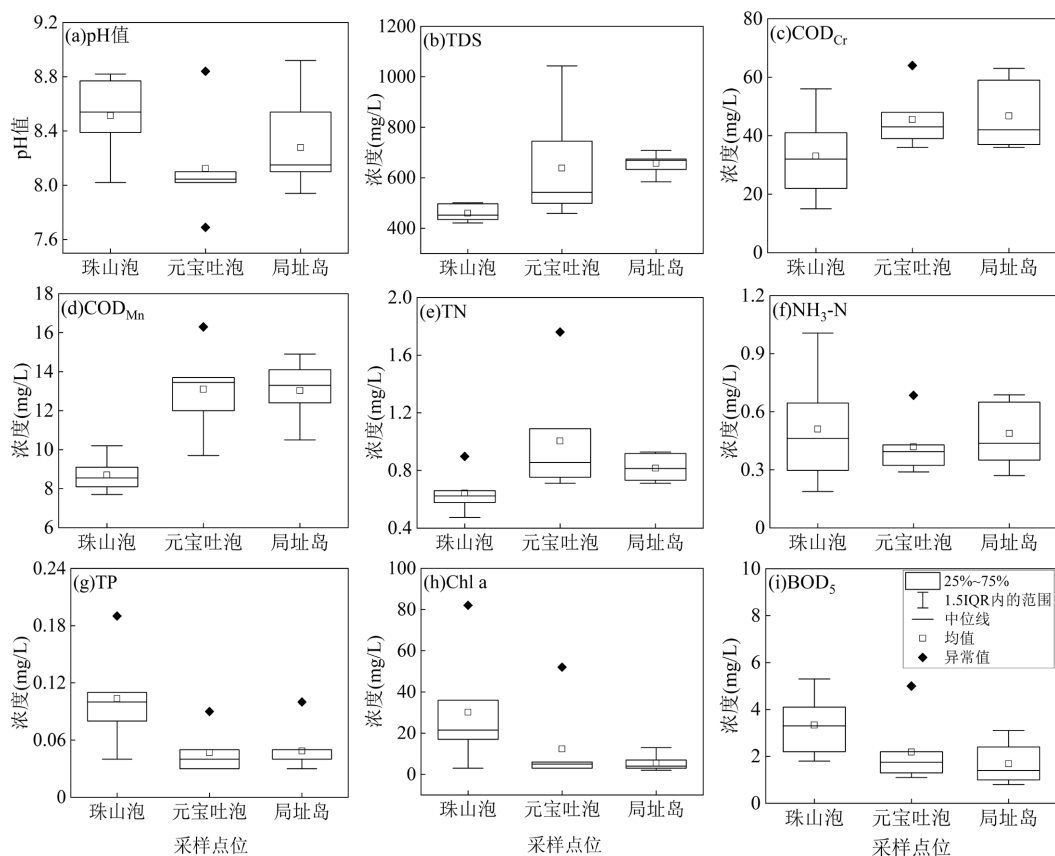 (a)pH值
9.2
8.8
8.4
8.0
7.6
pH值
珠山泡 元宝吐泡 局址岛
(b)TDS
1200
1000
800
600
400
浓度(mg/L)
珠山泡 元宝吐泡 局址岛
(c)COD_Cr
80
60
40
20
0
浓度(mg/L)
珠山泡 元宝吐泡 局址岛
(d)COD_Mn
18
16
14
12
10
8
6
浓度(mg/L)
珠山泡 元宝吐泡 局址岛
(e)TN
2.0
1.6
1.2
0.8
0.4
浓度(mg/L)
珠山泡 元宝吐泡 局址岛
(f)NH₃-N
1.2
0.9
0.6
0.3
0
浓度(mg/L)
珠山泡 元宝吐泡 局址岛
(g)TP
0.24
0.18
0.12
0.06
0
浓度(mg/L)
珠山泡 元宝吐泡 局址岛
采样点位
(h)Chl a
100
80
60
40
20
0
浓度(mg/L)
珠山泡 元宝吐泡 局址岛
采样点位
(i)BOD₅
10
8
6
4
2
0
浓度(mg/L)
25%~75%
1.5IQR内的范围
中位线
均值
异常值
珠山泡 元宝吐泡 局址岛
采样点位